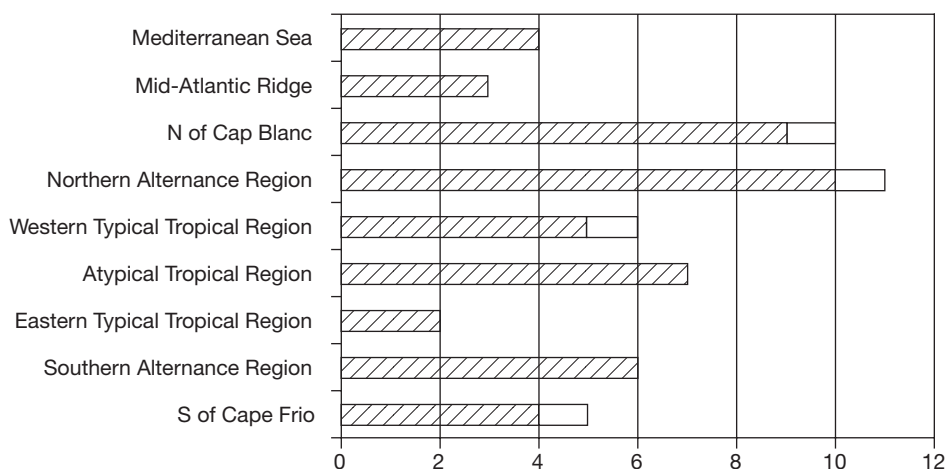 Mediterranean Sea
Mid-Atlantic Ridge
N of Cap Blanc
Northern Alternance Region
Western Typical Tropical Region
Atypical Tropical Region
Eastern Typical Tropical Region
Southern Alternance Region
S of Cape Frio
0 2 4 6 8 10 12